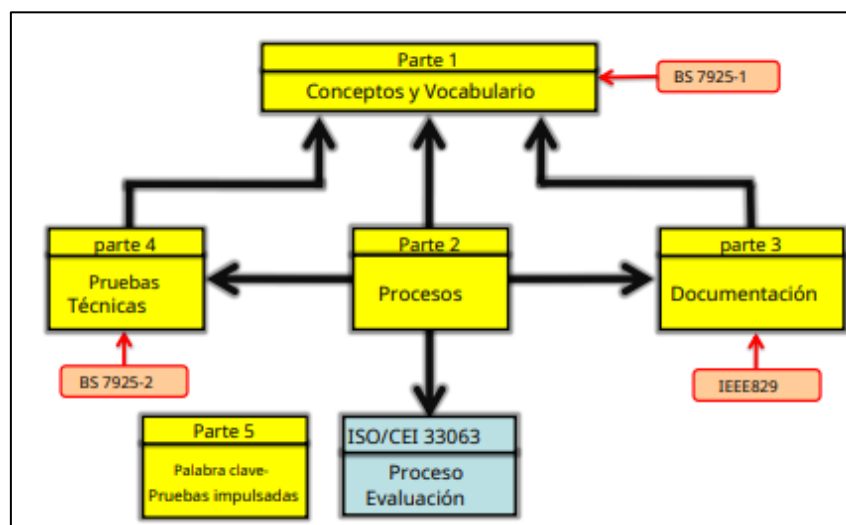 Parte 1
Conceptos y Vocabulario
BS 7925-1
parte 4
Pruebas
Técnicas
Parte 2
Procesos
parte 3
Documentación
BS 7925-2
IEEE829
Parte 5
Palabra clave-
Pruebas impulsadas
ISO/CEI 33063
Proceso
Evaluación